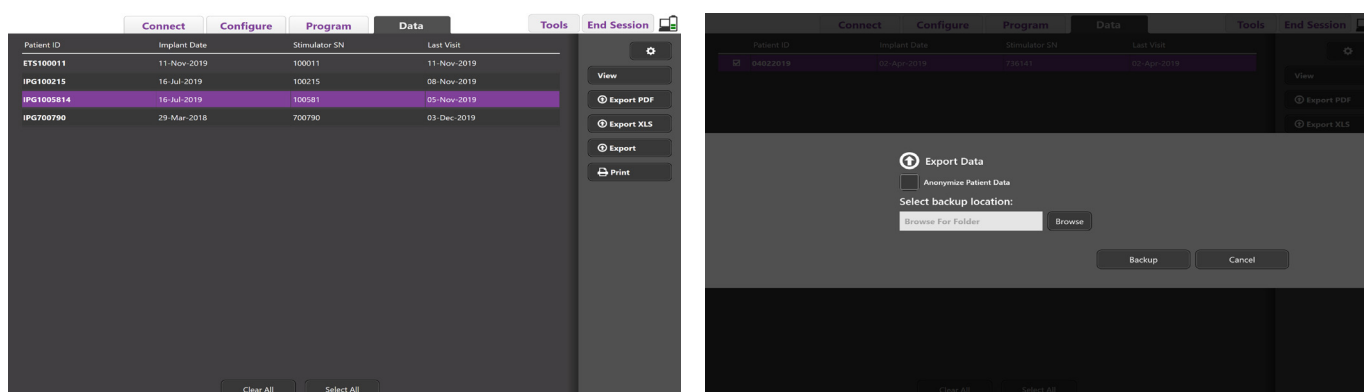 Connect Configure Program Data Tools End Session
Patient ID Implant Date Stimulator SN Last Visit
ETS100011 11-Nov-2019 100011 11-Nov-2019
IPG100215 16-Jul-2019 100215 08-Nov-2019
IPG1005814 16-Jul-2019 100581 05-Nov-2019
IPG700790 29-Mar-2018 700790 03-Dec-2019
View
Export PDF
Export XLS
Export
Print
Clear All Select All
Connect Configure Program Data Tools End Session
Patient ID Implant Date Stimulator SN Last Visit
04022019 02-Apr-2019 736141 02-Apr-2019
View
Export PDF
Export XLS
Export Data
Anonymize Patient Data
Select backup location:
Browse For Folder Browse
Backup Cancel
Clear All Select All